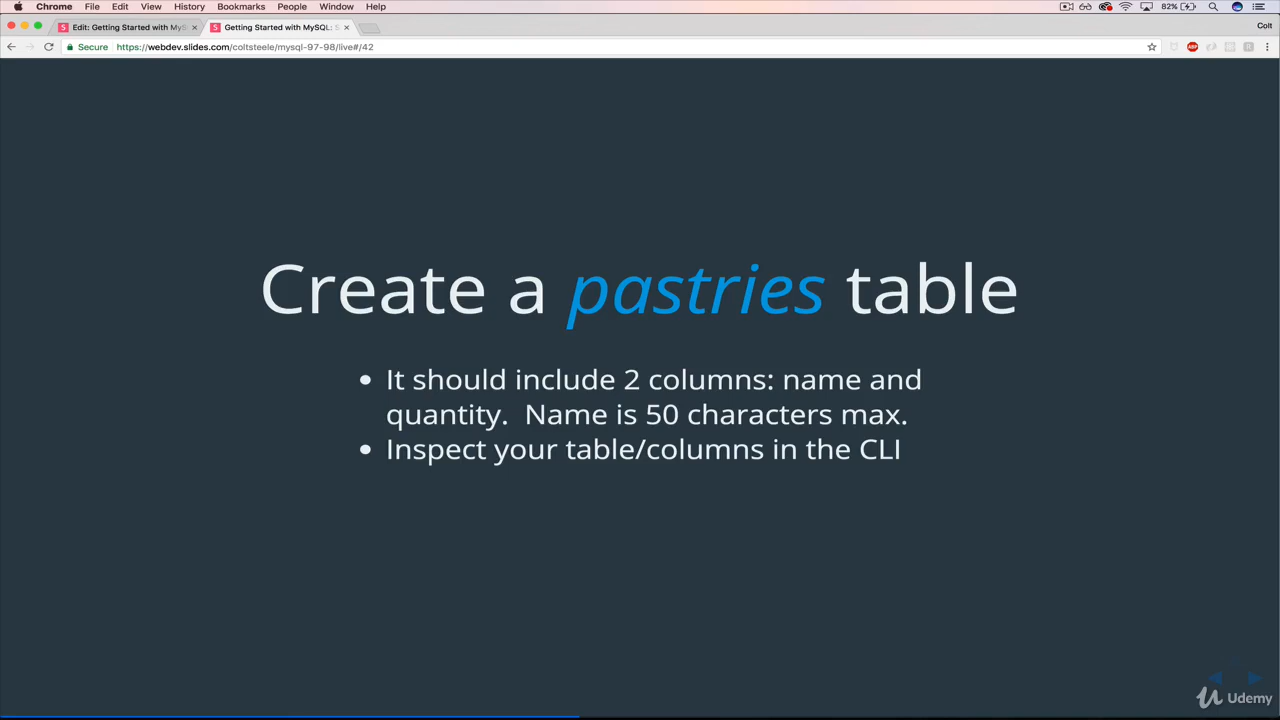 Chrome File Edit View History Bookmarks People Window Help 82%
Edit: Getting Started with MyS Getting Started with MySQL: S Colt
Secure https://webdev.slides.com/coltsteele/mysql-97-98/live#/42 ABP
Create a pastries table
• It should include 2 columns: name and
quantity. Name is 50 characters max.
• Inspect your table/columns in the CLI
Udemy